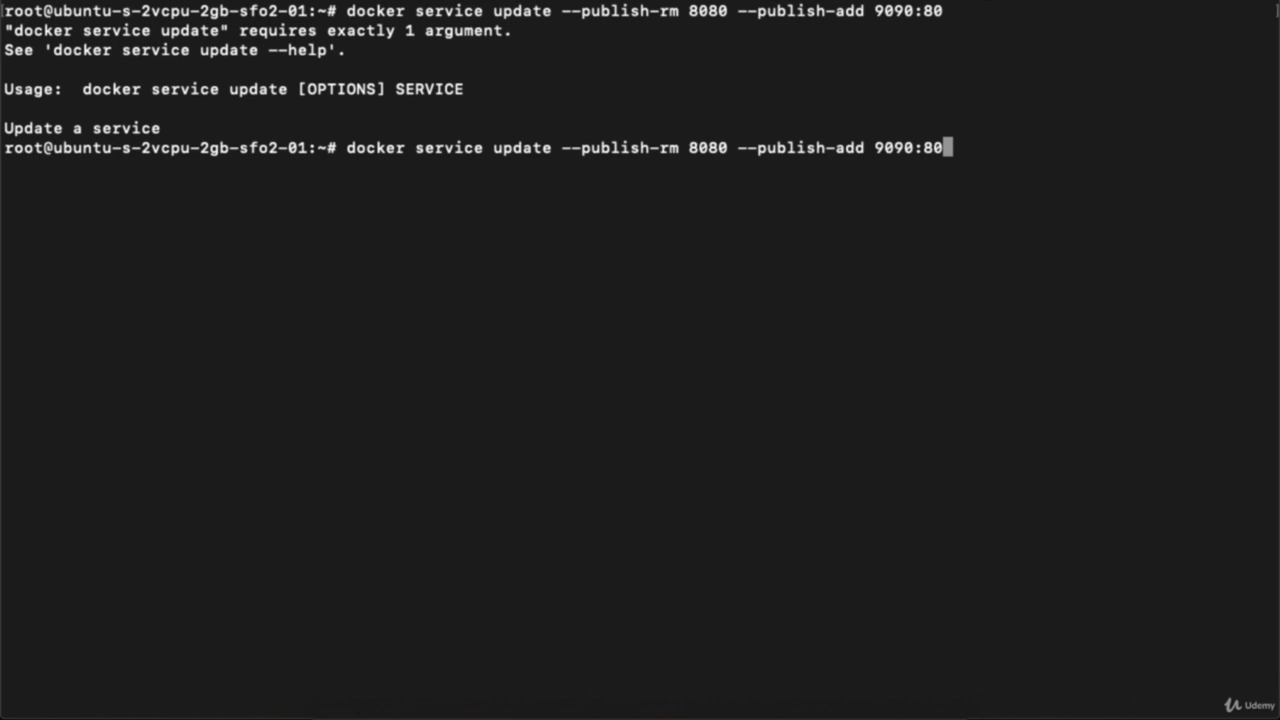 root@ubuntu-s-2vcpu-2gb-sfo2-01:~# docker service update --publish-rm 8080 --publish-add 9090:80
"docker service update" requires exactly 1 argument.
See 'docker service update --help'.
Usage:  docker service update [OPTIONS] SERVICE
Update a service
root@ubuntu-s-2vcpu-2gb-sfo2-01:~# docker service update --publish-rm 8080 --publish-add 9090:80
Udemy